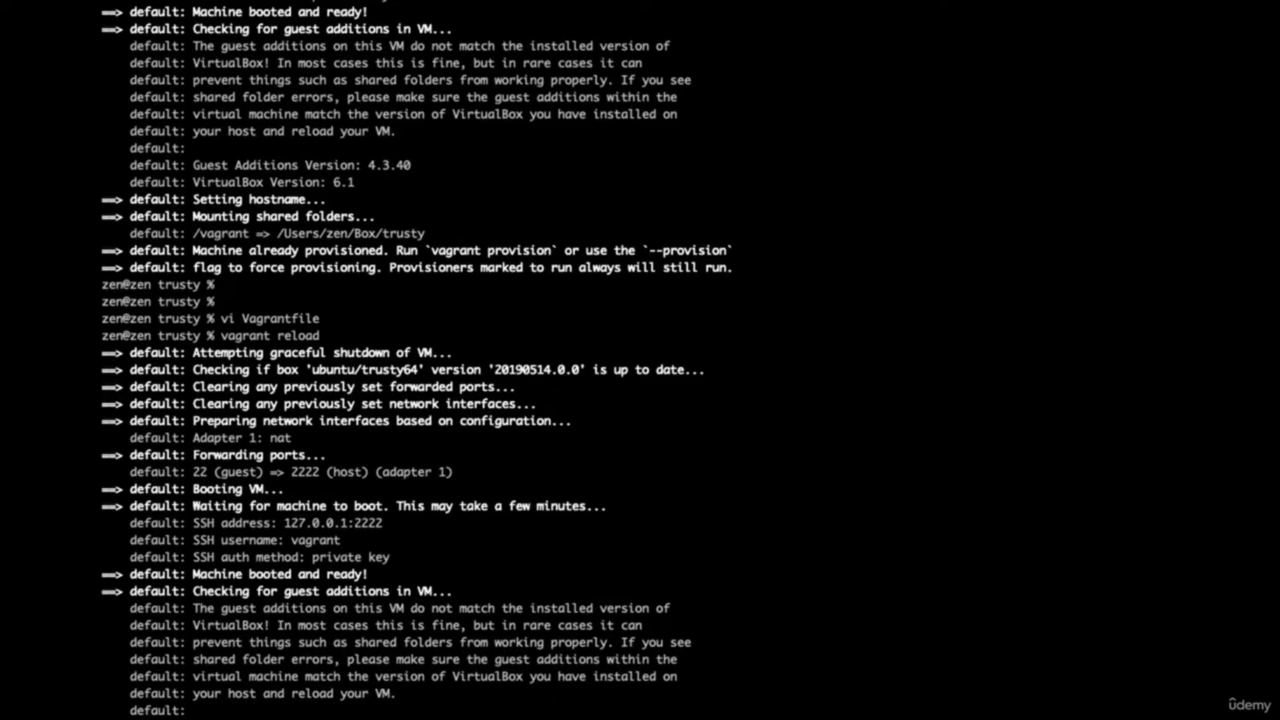 ==> default: Machine booted and ready!
==> default: Checking for guest additions in VM...
default: The guest additions on this VM do not match the installed version of
default: VirtualBox! In most cases this is fine, but in rare cases it can
default: prevent things such as shared folders from working properly. If you see
default: shared folder errors, please make sure the guest additions within the
default: virtual machine match the version of VirtualBox you have installed on
default: your host and reload your VM.
default:
default: Guest Additions Version: 4.3.40
default: VirtualBox Version: 6.1
==> default: Setting hostname...
==> default: Mounting shared folders...
default: /vagrant => /Users/zen/Box/trusty
==> default: Machine already provisioned. Run `vagrant provision` or use the `--provision`
==> default: flag to force provisioning. Provisioners marked to run always will still run.
zen@zen trusty %
zen@zen trusty %
zen@zen trusty % vi Vagrantfile
zen@zen trusty % vagrant reload
==> default: Attempting graceful shutdown of VM...
==> default: Checking if box 'ubuntu/trusty64' version '20190514.0.0' is up to date...
==> default: Clearing any previously set forwarded ports...
==> default: Clearing any previously set network interfaces...
==> default: Preparing network interfaces based on configuration...
default: Adapter 1: nat
==> default: Forwarding ports...
default: 22 (guest) => 2222 (host) (adapter 1)
==> default: Booting VM...
==> default: Waiting for machine to boot. This may take a few minutes...
default: SSH address: 127.0.0.1:2222
default: SSH username: vagrant
default: SSH auth method: private key
==> default: Machine booted and ready!
==> default: Checking for guest additions in VM...
default: The guest additions on this VM do not match the installed version of
default: VirtualBox! In most cases this is fine, but in rare cases it can
default: prevent things such as shared folders from working properly. If you see
default: shared folder errors, please make sure the guest additions within the
default: virtual machine match the version of VirtualBox you have installed on
default: your host and reload your VM.
default:
ûdemy